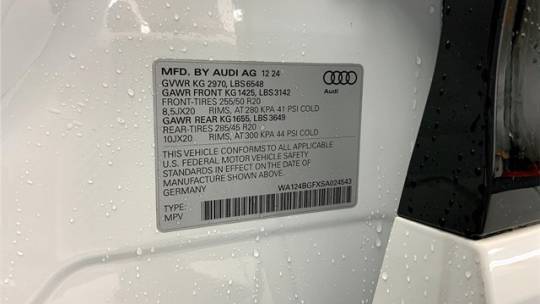 MFD. BY AUDI AG 12 24
GVWR KG 2970, LBS 6548
GAWR FRONT KG 1425, LBS 3142
FRONT-TIRES 255/50 R20
8,5JX20 RIMS, AT 280 KPA 41 PSI COLD
GAWR REAR KG 1655, LBS 3649
REAR-TIRES 285/45 R20
10JX20 RIMS, AT 300 KPA 44 PSI COLD
Audi
THIS VEHICLE CONFORMS TO ALL APPLICABLE
U.S. FEDERAL MOTOR VEHICLE SAFETY
STANDARDS IN EFFECT ON THE DATE OF
MANUFACTURE SHOWN ABOVE.
GERMANY
WA124BGFXSA024543
TYPE:
MPV